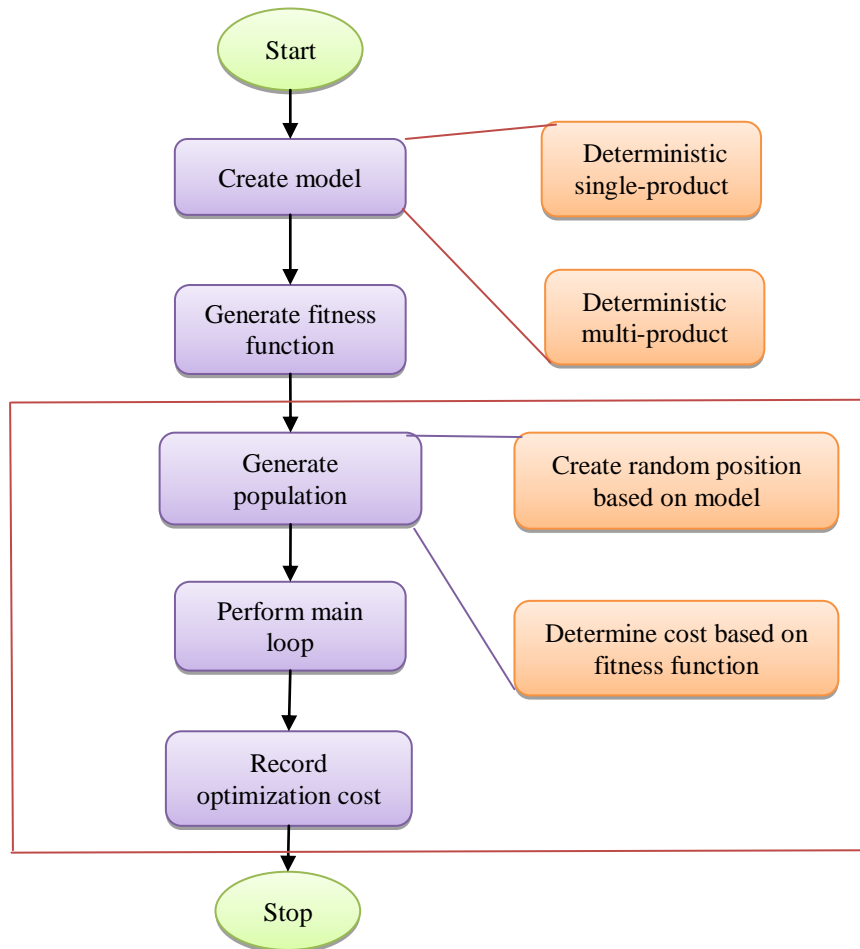 Start
Create model
Deterministic
single-product
Generate fitness
function
Deterministic
multi-product
Generate
population
Create random position
based on model
Perform main
loop
Determine cost based on
fitness function
Record
optimization cost
Stop